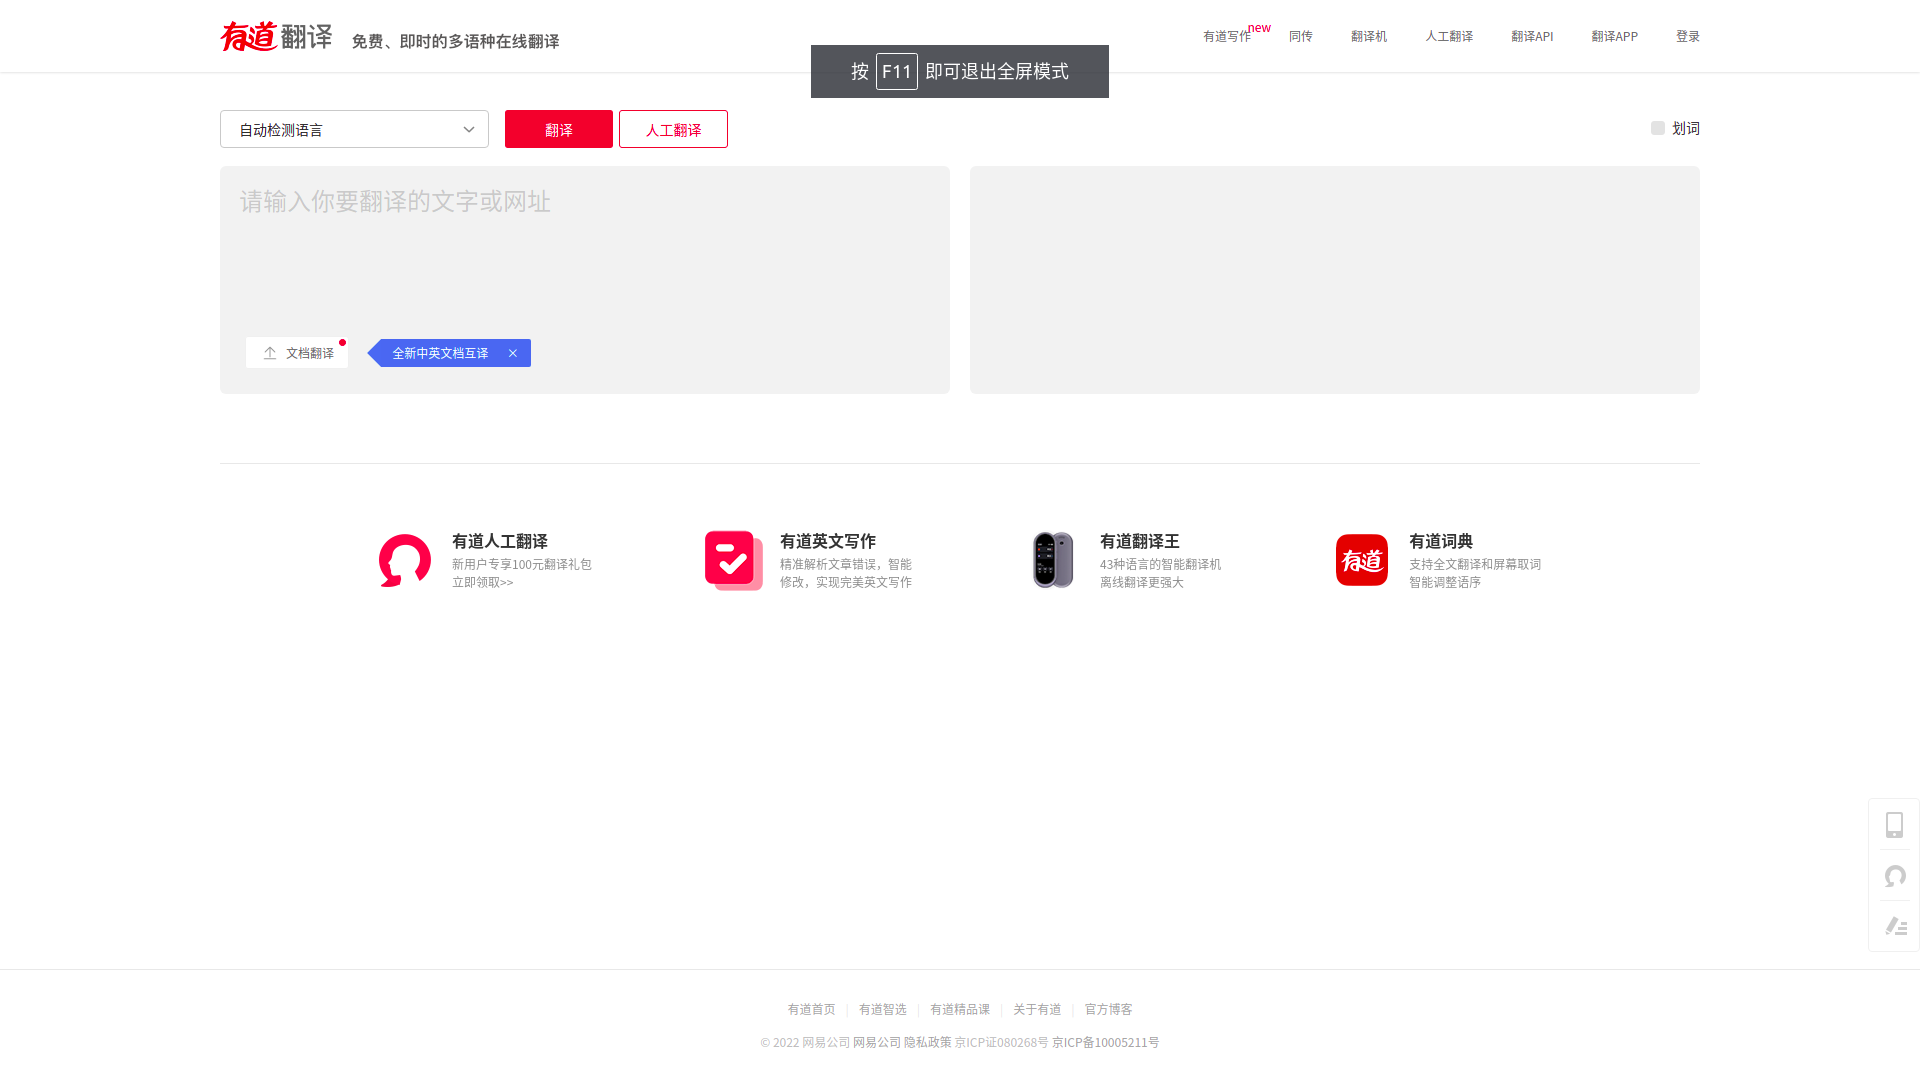 有道翻译 免费、即时的多语种在线翻译
有道写作 new 同传 翻译机 人工翻译 翻译API 翻译APP 登录
按 F11 即可退出全屏模式
自动检测语言 翻译 人工翻译 划词
请输入你要翻译的文字或网址
文档翻译 全新中英文档互译
有道人工翻译
新用户专享100元翻译礼包
立即领取>>
有道英文写作
精准解析文章错误，智能
修改，实现完美英文写作
有道翻译王
43种语言的智能翻译机
离线翻译更强大
有道
有道词典
支持全文翻译和屏幕取词
智能调整语序
有道首页 | 有道智选 | 有道精品课 | 关于有道 | 官方博客
© 2022 网易公司 网易公司 隐私政策 京ICP证080268号 京ICP备10005211号